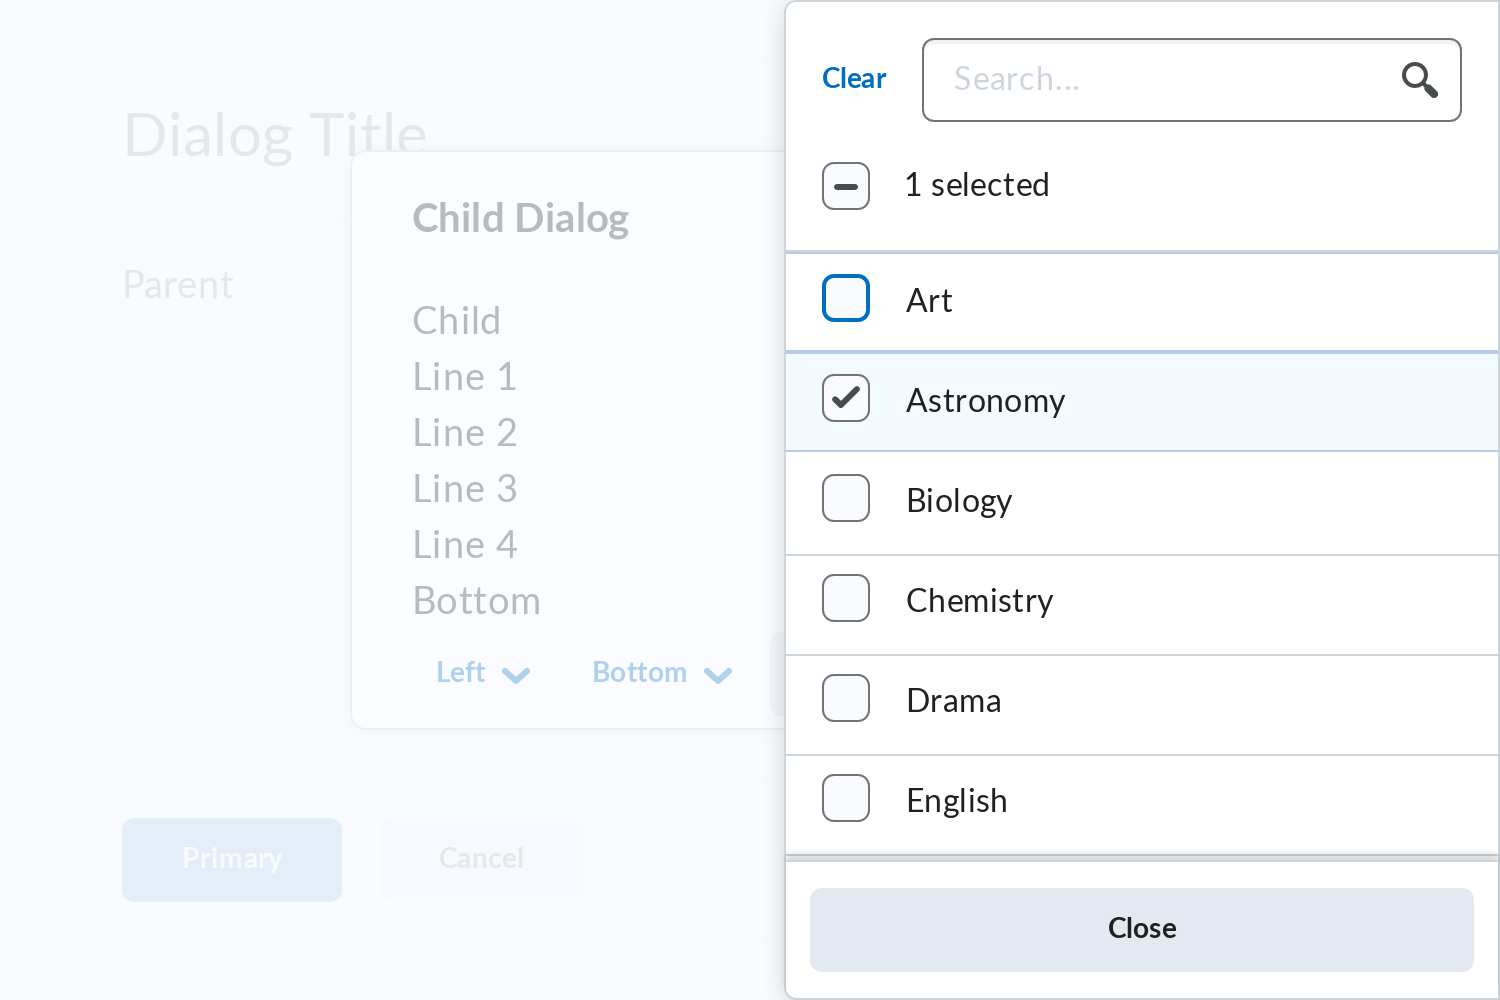 Dialog Title
Parent
Primary
Cancel
Child Dialog
Child
Line 1
Line 2
Line 3
Line 4
Bottom
Left
Bottom
Clear
Search...
1 selected
Art
Astronomy
Biology
Chemistry
Drama
English
Close